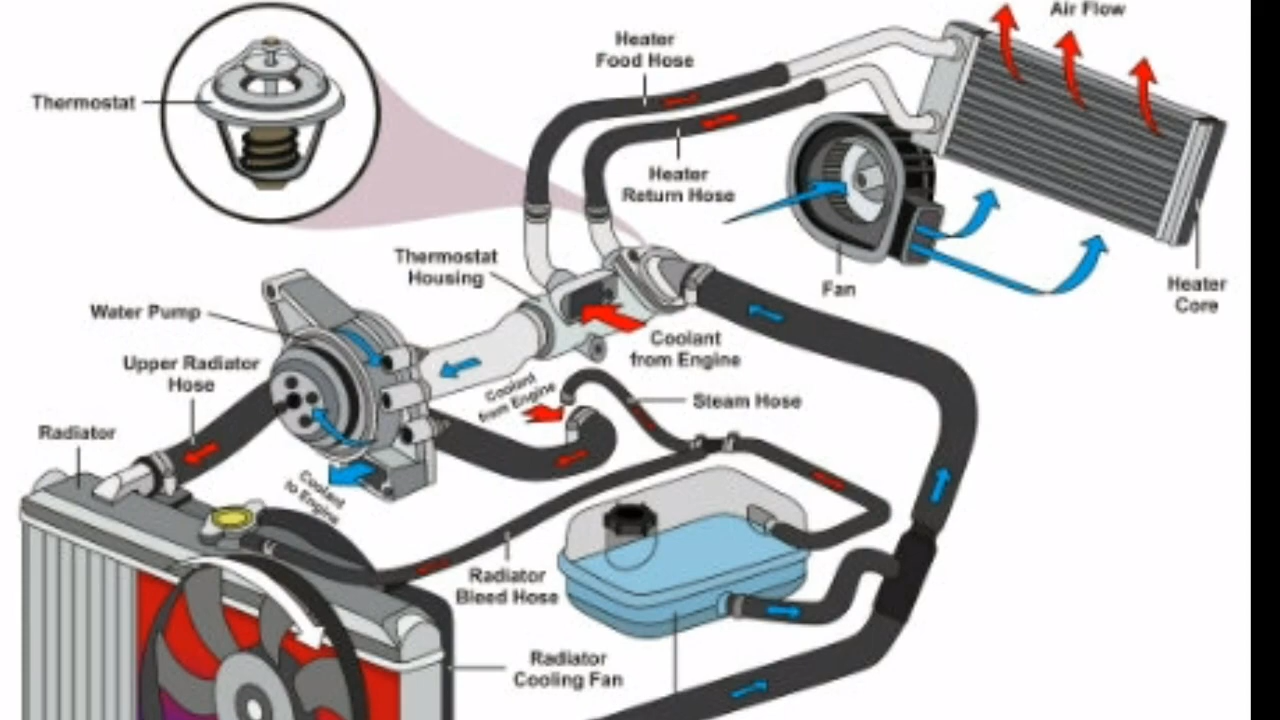 Air Flow
Heater
Food Hose
Thermostat
Heater
Return Hose
Thermostat
Housing
Fan
Heater
Core
Water Pump
Coolant
from Engine
Upper Radiator
Hose
Coolant
from Engine
Steam Hose
Radiator
Coolant
to Engine
Radiator
Bleed Hose
Radiator
Cooling Fan